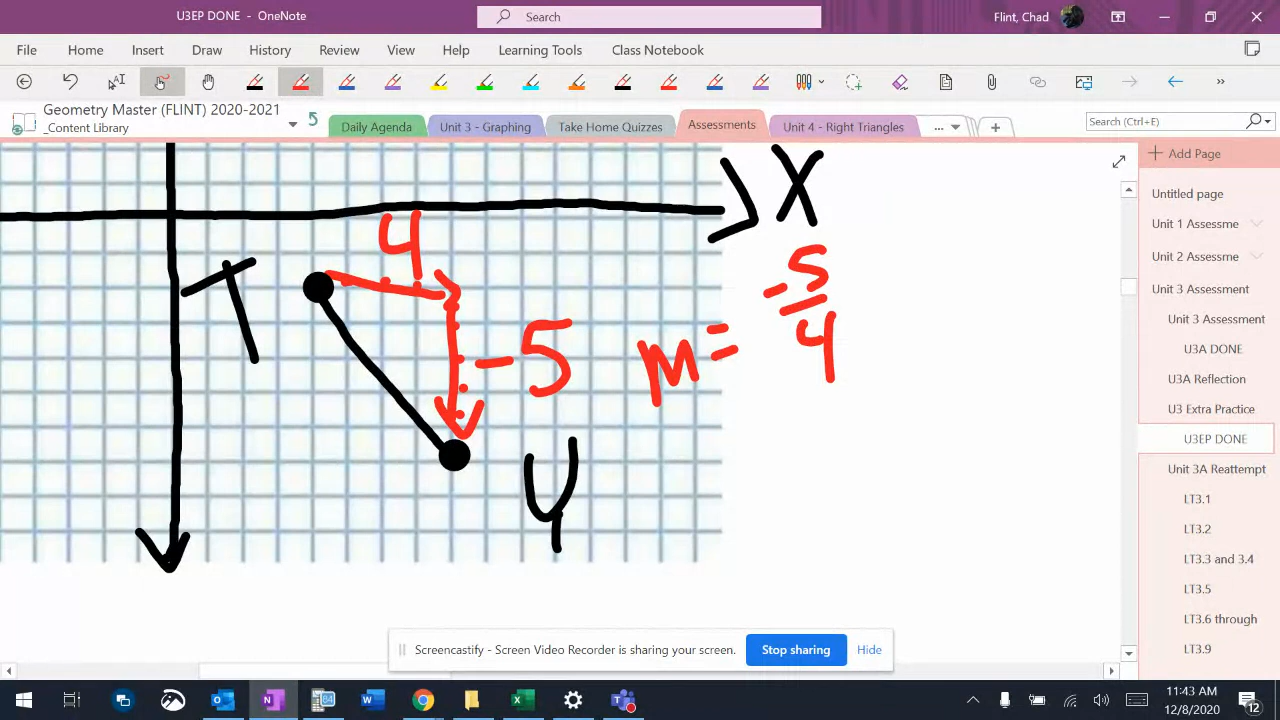 U3EP DONE - OneNote
Search
Flint, Chad
File Home Insert Draw History Review View Help Learning Tools Class Notebook
Geometry Master (FLINT) 2020-2021
_Content Library
Daily Agenda
Unit 3 - Graphing
Take Home Quizzes
Assessments
Unit 4 - Right Triangles
...
Search (Ctrl+E)
Add Page
Untitled page
Unit 1 Assessme
Unit 2 Assessme
Unit 3 Assessment
Unit 3 Assessment
U3A DONE
U3A Reflection
U3 Extra Practice
U3EP DONE
Unit 3A Reattempt
LT3.1
LT3.2
LT3.3 and 3.4
LT3.5
LT3.6 through
LT3.9
X
4
T
-5
m = -5/4
Y
Screencastify - Screen Video Recorder is sharing your screen.
Stop sharing
Hide
84
11:43 AM
12/8/2020
12